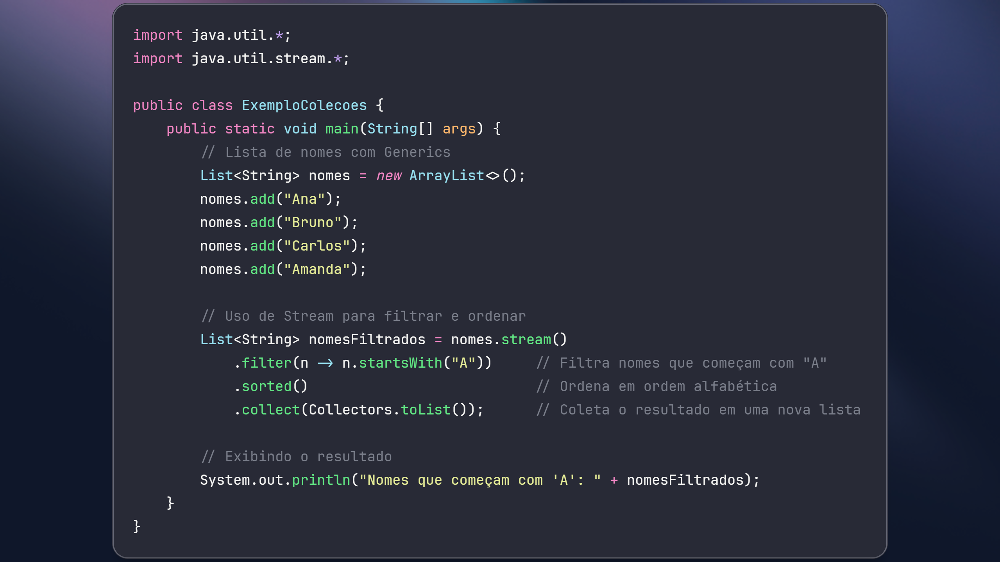 import java.util.*;
import java.util.stream.*;
public class ExemploColecoes {
    public static void main(String[] args) {
        // Lista de nomes com Generics
        List<String> nomes = new ArrayList<>();
        nomes.add("Ana");
        nomes.add("Bruno");
        nomes.add("Carlos");
        nomes.add("Amanda");
        // Uso de Stream para filtrar e ordenar
        List<String> nomesFiltrados = nomes.stream()
            .filter(n -> n.startsWith("A"))     // Filtra nomes que começam com "A"
            .sorted()                           // Ordena em ordem alfabética
            .collect(Collectors.toList());      // Coleta o resultado em uma nova lista
        // Exibindo o resultado
        System.out.println("Nomes que começam com 'A': " + nomesFiltrados);
    }
}